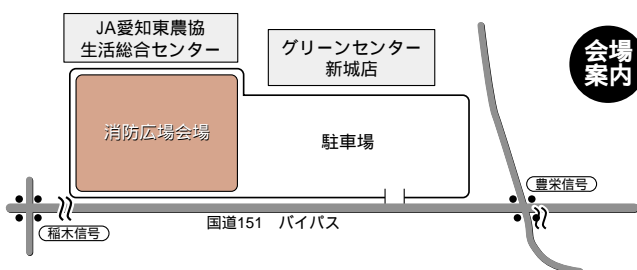 JA愛知東農協
生活総合センター
グリーンセンター
新城店
会場
案内
消防広場会場
駐車場
豊栄信号
稲木信号
国道151 バイパス